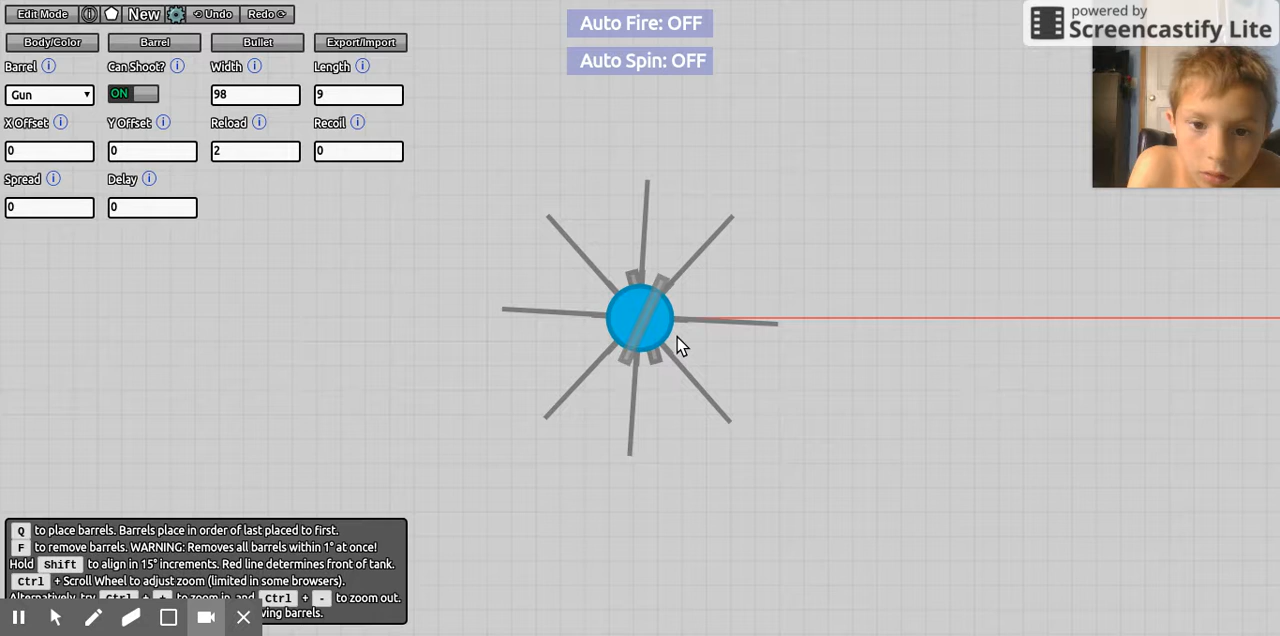 Edit Mode New Undo Redo
Auto Fire: OFF
powered by
Screencastify Lite
Body/Color Barrel Bullet Export/Import
Auto Spin: OFF
Barrel Can Shoot? Width Length
Gun ON 98 9
X Offset Y Offset Reload Recoil
0 0 2 0
Spread Delay
0 0
Q to place barrels. Barrels place in order of last placed to first.
F to remove barrels. WARNING: Removes all barrels within 1° at once!
Hold Shift to align in 15° increments. Red line determines front of tank.
Ctrl + Scroll Wheel to adjust zoom (limited in some browsers).
Alternatively, try Ctrl + + to zoom in and Ctrl + - to zoom out.
barrels.